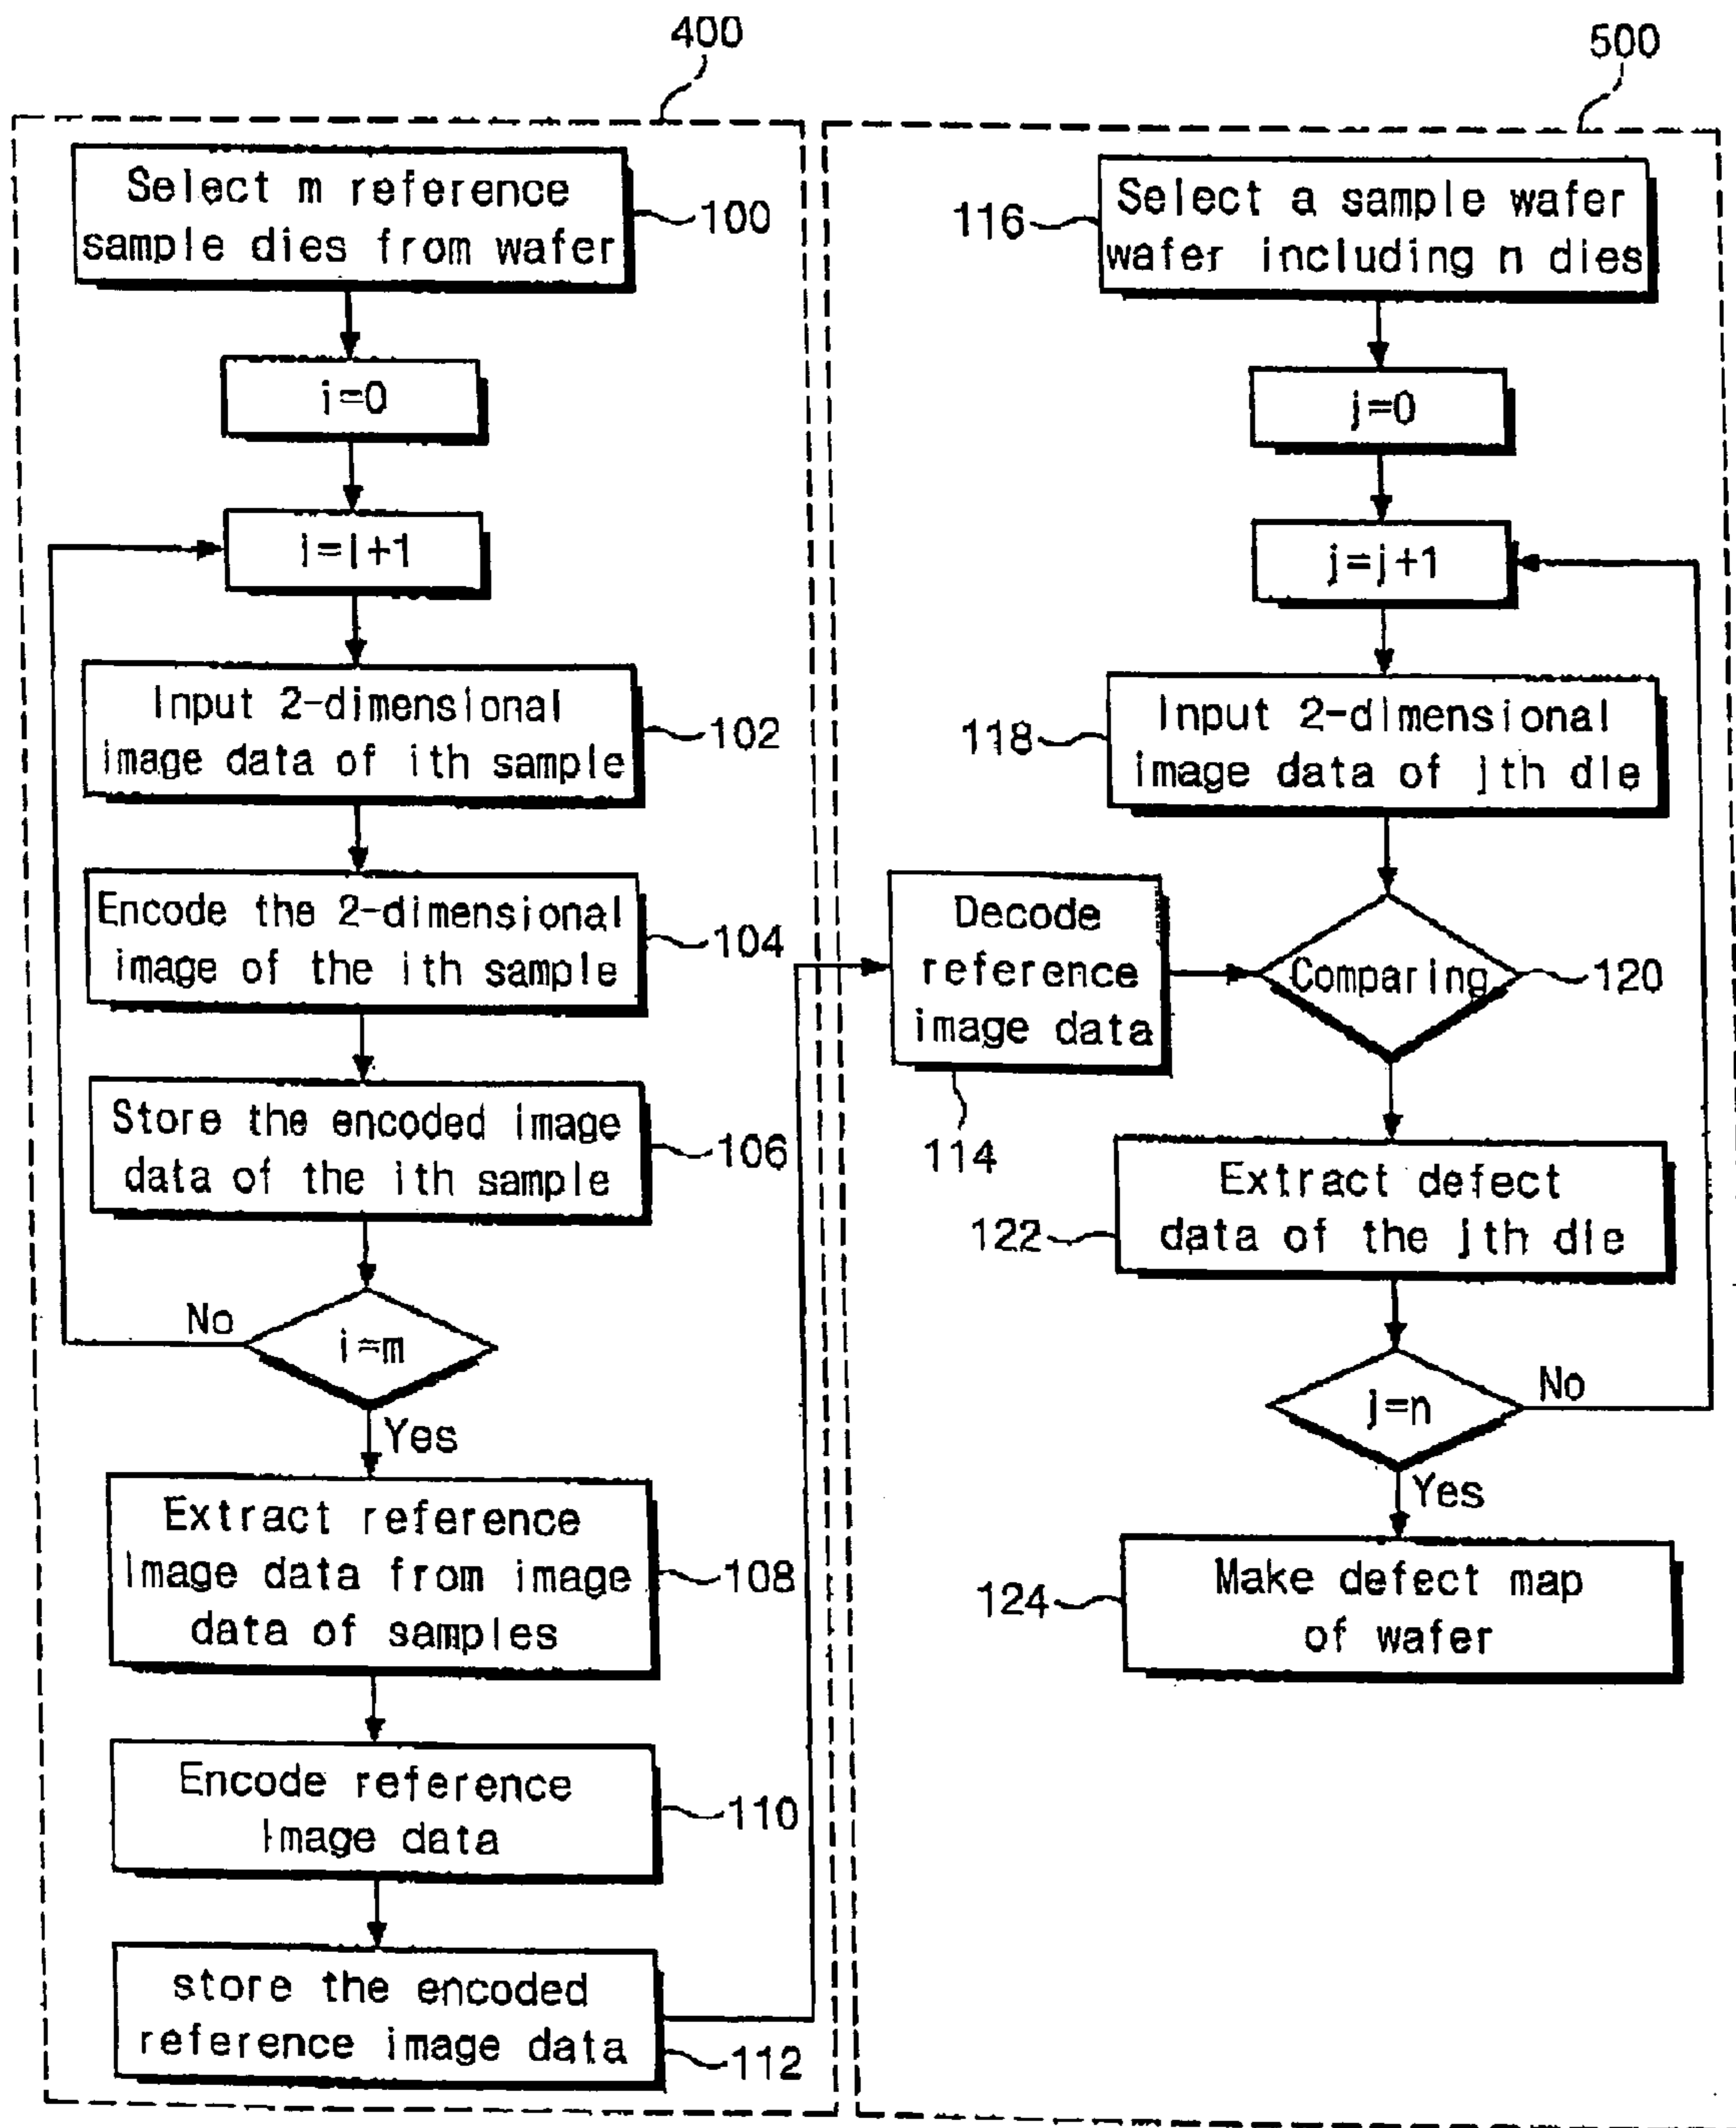 400
Select m reference
sample dies from wafer
100
i=0
i=i+1
Input 2-dimensional
image data of ith sample
102
Encode the 2-dimensional
image of the ith sample
104
Store the encoded image
data of the ith sample
106
No
i=m
Yes
Extract reference
image data from image
data of samples
108
Encode reference
image data
110
store the encoded
reference image data
112
500
Select a sample wafer
wafer including n dies
116
j=0
j=j+1
Input 2-dimensional
image data of jth die
118
Decode
reference
image data
114
Comparing
120
Extract defect
data of the jth die
122
j=n
No
Yes
Make defect map
of wafer
124